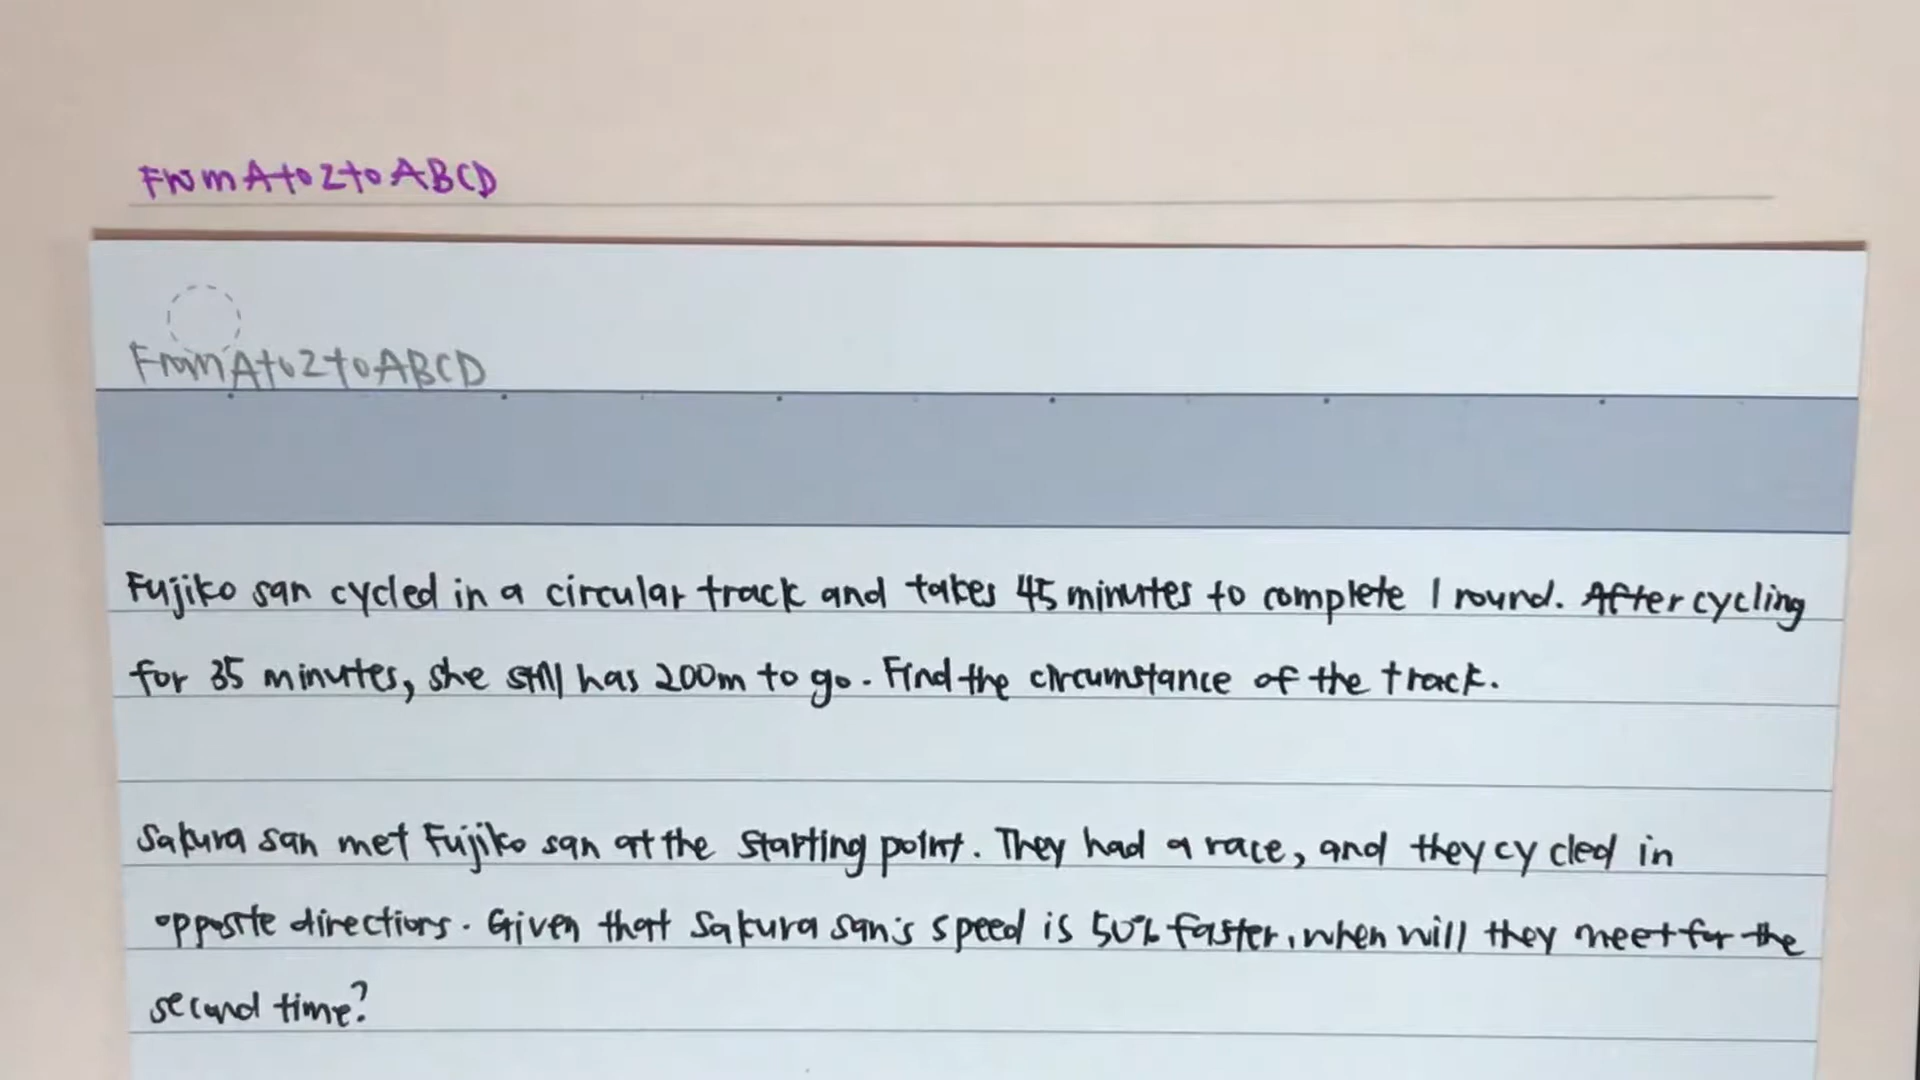 From A to Z to ABCD
From A to Z to ABCD
Fujiko san cycled in a circular track and takes 45 minutes to complete 1 round. After cycling
for 35 minutes, she still has 200m to go. Find the circumstance of the track.
Sakura san met Fujiko san at the starting point. They had a race, and they cycled in
opposite directions. Given that Sakura san's speed is 50% faster, when will they meet for the
second time?